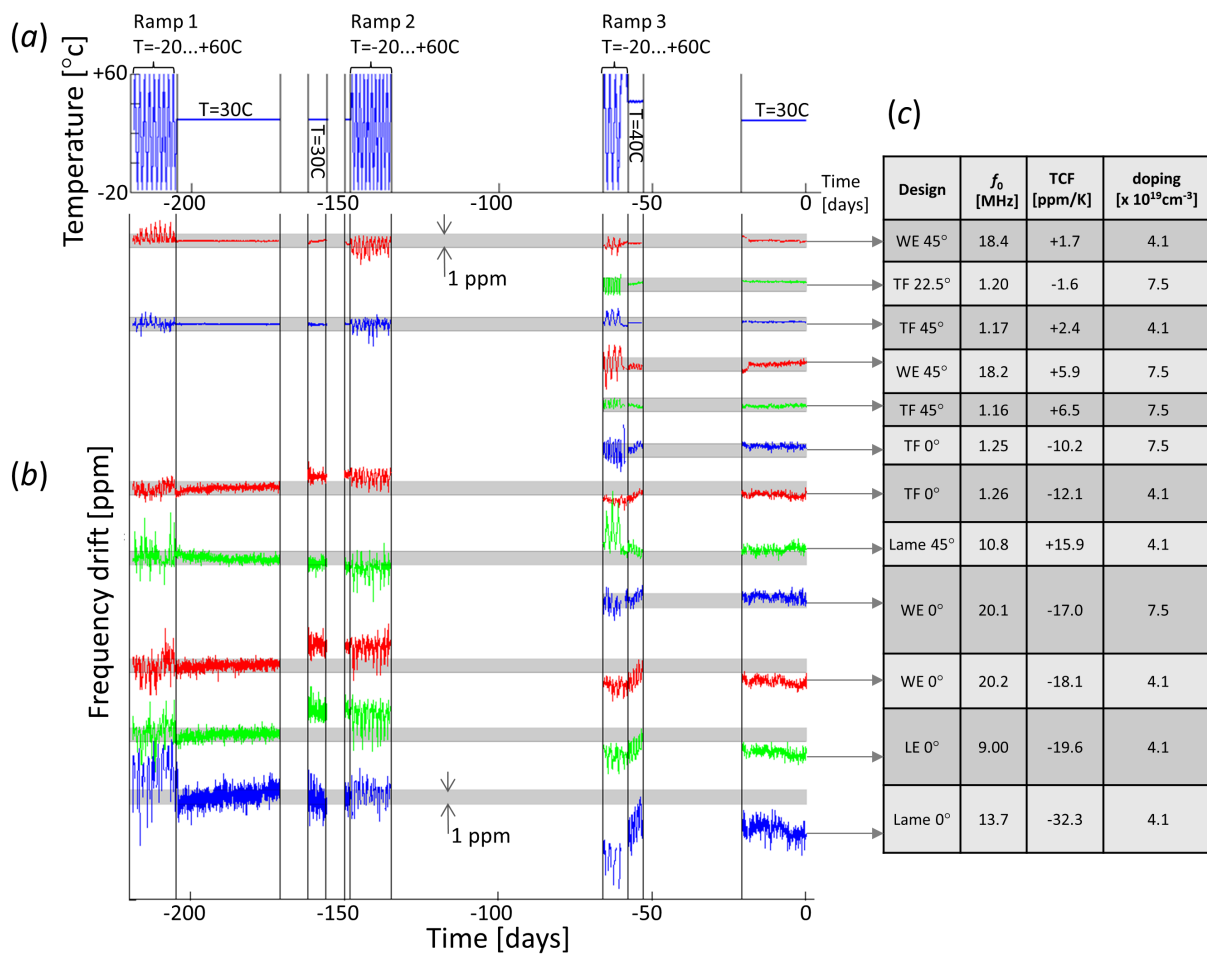 (a)
Ramp 1
T=-20...+60C
Ramp 2
T=-20...+60C
Ramp 3
T=-20...+60C
Temperature [°c]
+60
-20
T=30C
T=30C
T=40C
T=30C
-200
-150
-100
-50
0
Time
[days]
1 ppm
(b)
Frequency drift [ppm]
1 ppm
-200
-150
-100
-50
0
Time [days]
(c)
Design f0 [MHz] TCF [ppm/K] doping [x 10^19cm-3]
WE 45° 18.4 +1.7 4.1
TF 22.5° 1.20 -1.6 7.5
TF 45° 1.17 +2.4 4.1
WE 45° 18.2 +5.9 7.5
TF 45° 1.16 +6.5 7.5
TF 0° 1.25 -10.2 7.5
TF 0° 1.26 -12.1 4.1
Lame 45° 10.8 +15.9 4.1
WE 0° 20.1 -17.0 7.5
WE 0° 20.2 -18.1 4.1
LE 0° 9.00 -19.6 4.1
Lame 0° 13.7 -32.3 4.1